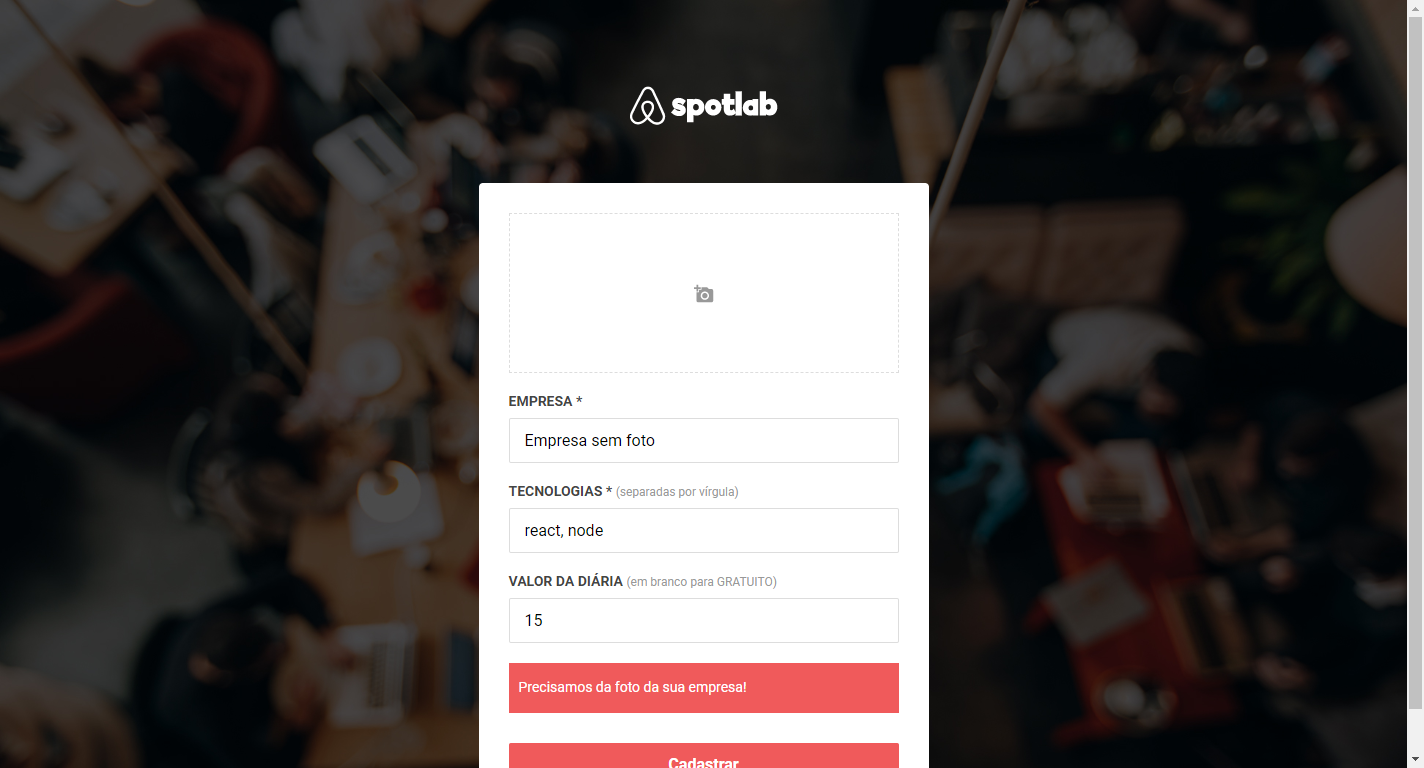 spotlab
EMPRESA *
Empresa sem foto
TECNOLOGIAS * (separadas por vírgula)
react, node
VALOR DA DIÁRIA (em branco para GRATUITO)
15
Precisamos da foto da sua empresa!
Cadastrar